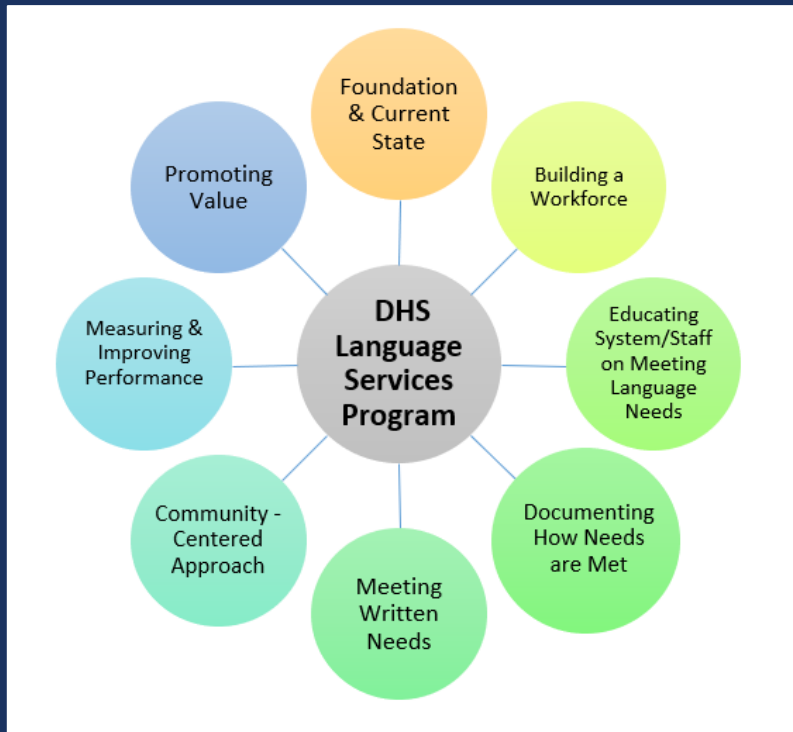 Foundation
& Current
State
Building a
Workforce
Educating
System/Staff
on Meeting
Language
Needs
Documenting
How Needs
are Met
Meeting
Written
Needs
Community -
Centered
Approach
Measuring &
Improving
Performance
Promoting
Value
DHS
Language
Services
Program